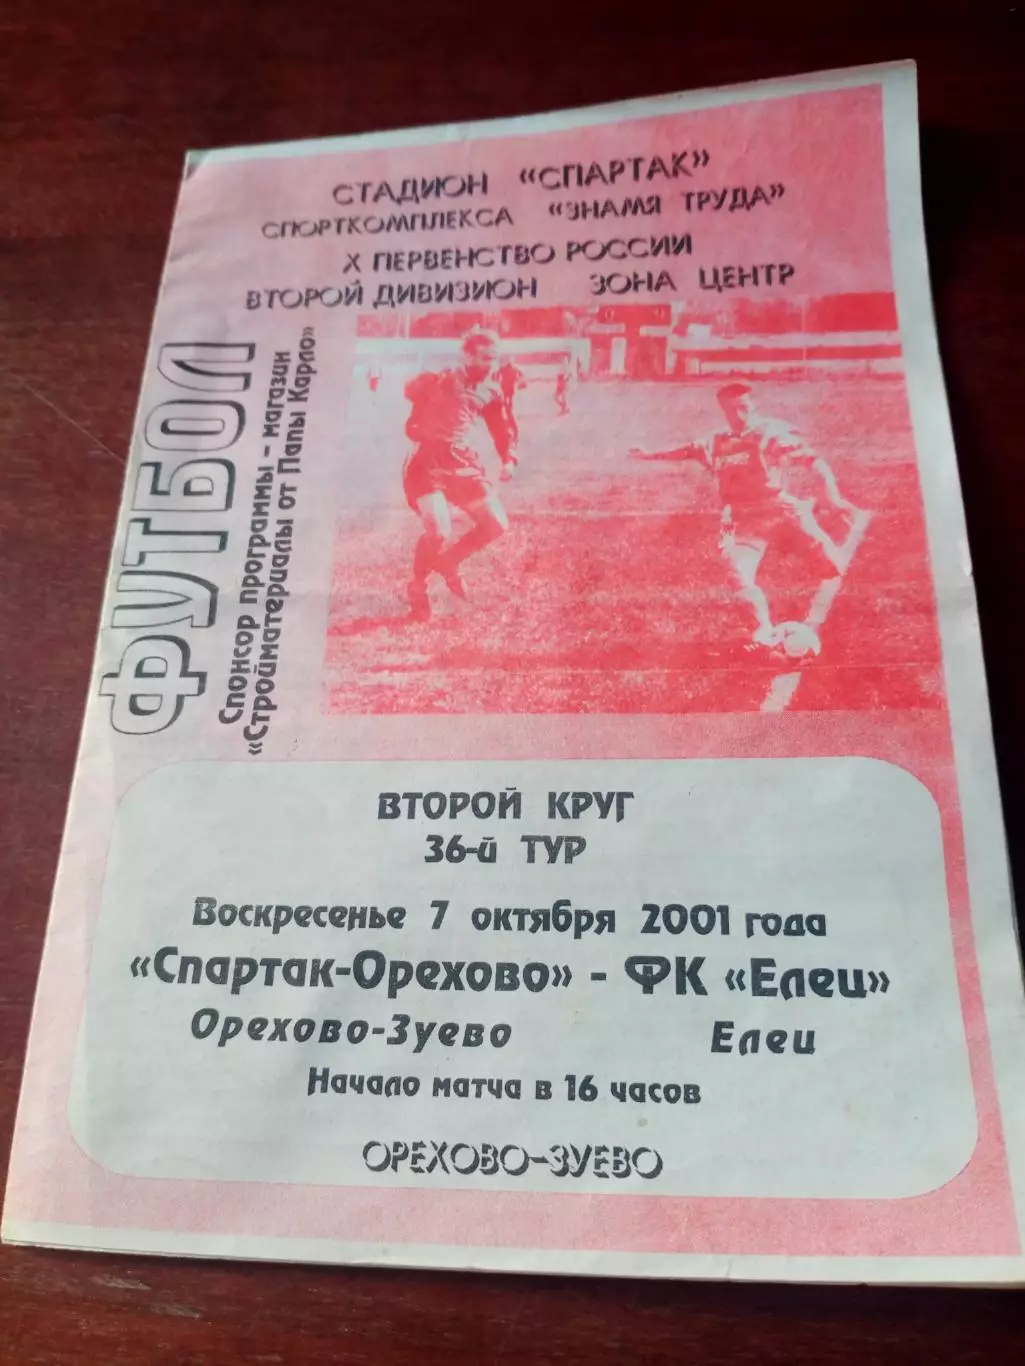 СТАДИОН «СПАРТАК»
СПОРТКОМПЛЕКСА «ЗНАМЯ ТРУДА»
X ПЕРВЕНСТВО РОССИИ
ВТОРОЙ ДИВИЗИОН ЗОНА ЦЕНТР
ФУТБОЛ
Спонсор программы - магазин
«Стройматериалы от Папы Карло»
ВТОРОЙ КРУГ
36-й ТУР
Воскресенье 7 октября 2001 года
«Спартак-Орехово» - ФК «Елец»
Орехово-Зуево Елец
Начало матча в 16 часов
ОРЕХОВО-ЗУЕВО